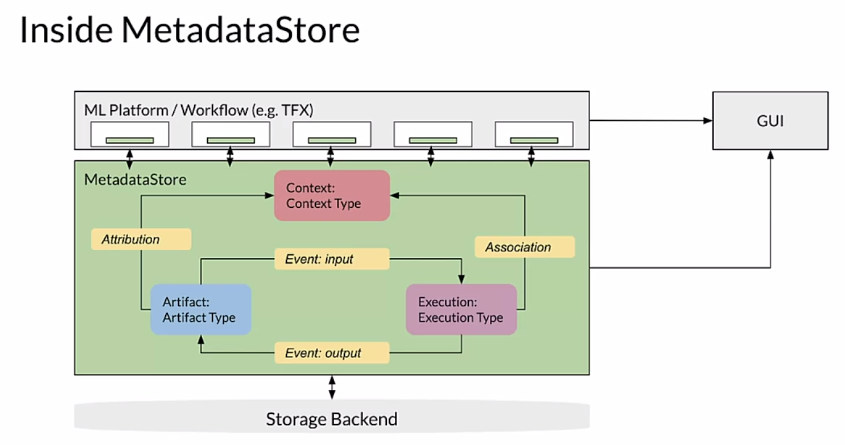 Inside MetadataStore
ML Platform / Workflow (e.g. TFX)
GUI
MetadataStore
Context:
Context Type
Attribution
Association
Event: input
Artifact:
Artifact Type
Execution:
Execution Type
Event: output
Storage Backend